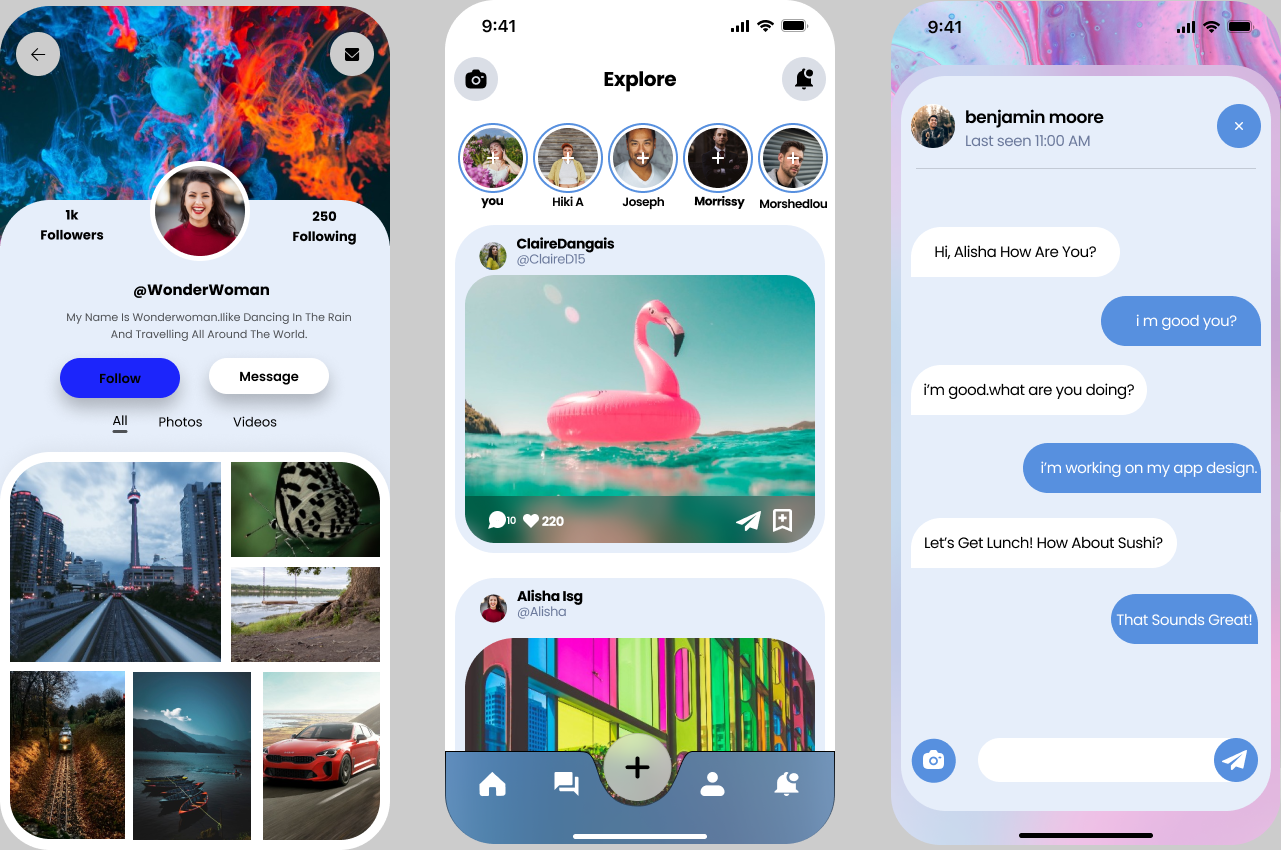 1k
Followers
250
Following
@WonderWoman
My Name Is Wonderwoman.Ilike Dancing In The Rain
And Travelling All Around The World.
Follow
Message
All
Photos
Videos
9:41
Explore
you
Hiki A
Joseph
Morrissy
Morshedlou
ClaireDangais
@ClaireD15
10
220
Alisha lsg
@Alisha
9:41
benjamin moore
Last seen 11:00 AM
Hi, Alisha How Are You?
i m good you?
i’m good.what are you doing?
i’m working on my app design.
Let’s Get Lunch! How About Sushi?
That Sounds Great!